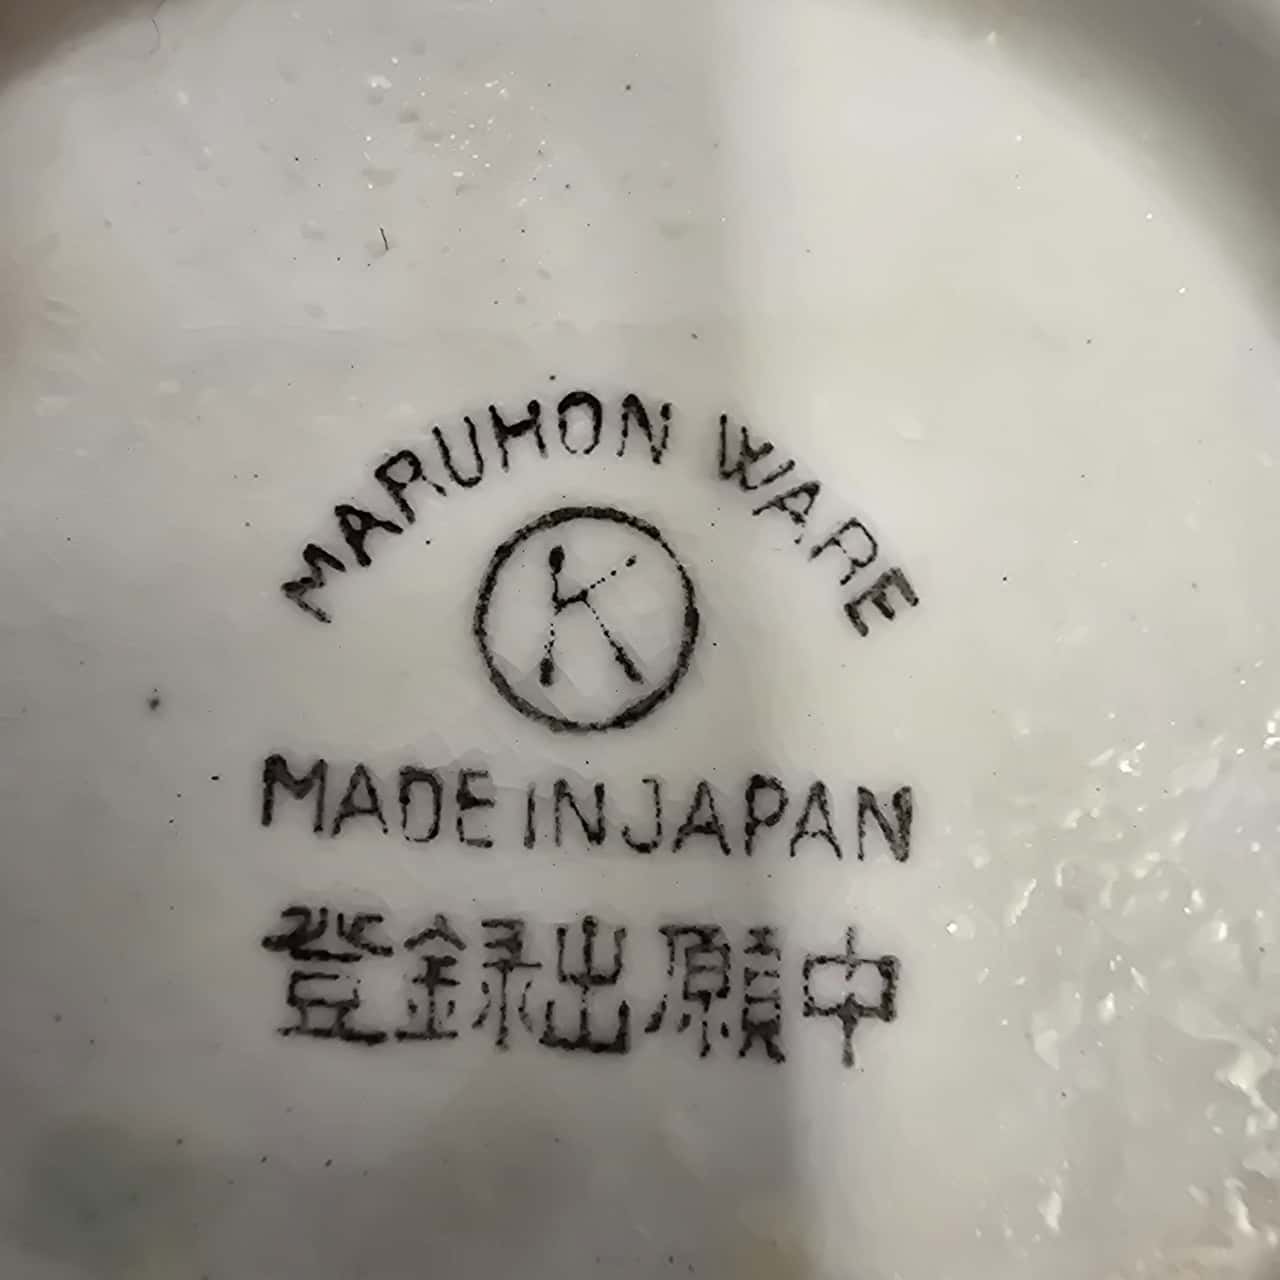 MARUHON WARE
K
MADE IN JAPAN
登録出願中